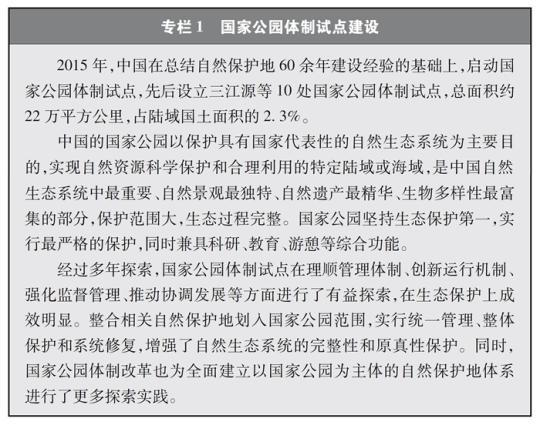 专栏1 国家公园体制试点建设
2015年,中国在总结自然保护地60余年建设经验的基础上,启动国
家公园体制试点,先后设立三江源等10处国家公园体制试点,总面积约
22万平方公里,占陆域国土面积的2.3%。
中国的国家公园以保护具有国家代表性的自然生态系统为主要目
的,实现自然资源科学保护和合理利用的特定陆域或海域,是中国自然
生态系统中最重要、自然景观最独特、自然遗产最精华、生物多样性最富
集的部分,保护范围大,生态过程完整。国家公园坚持生态保护第一,实
行最严格的保护,同时兼具科研、教育、游憩等综合功能。
经过多年探索,国家公园体制试点在理顺管理体制、创新运行机制、
强化监督管理、推动协调发展等方面进行了有益探索,在生态保护上成
效明显。整合相关自然保护地划入国家公园范围,实行统一管理、整体
保护和系统修复,增强了自然生态系统的完整性和原真性保护。同时,
国家公园体制改革也为全面建立以国家公园为主体的自然保护地体系
进行了更多探索实践。